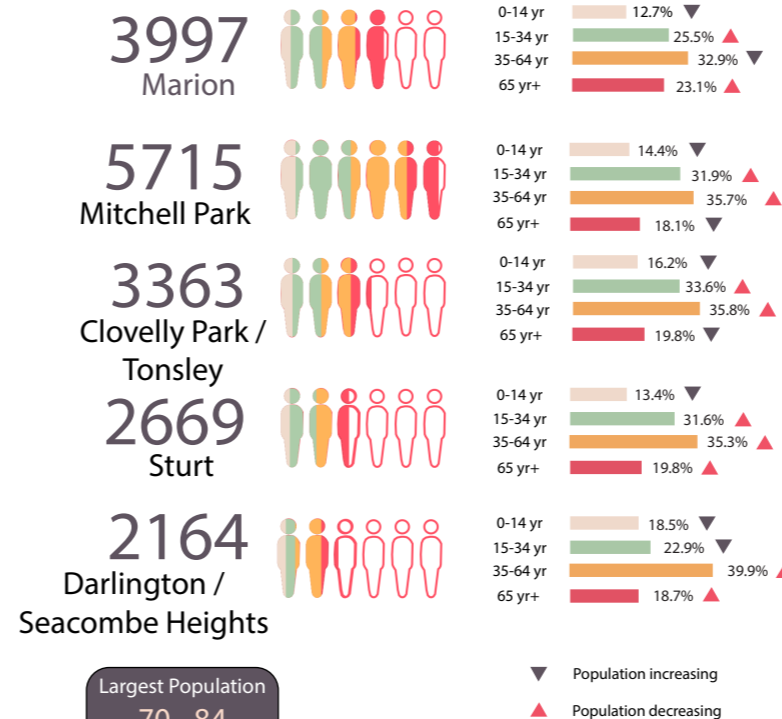 3997
Marion
0-14 yr 12.7%
15-34 yr 25.5%
35-64 yr 32.9%
65 yr+ 23.1%
5715
Mitchell Park
0-14 yr 14.4%
15-34 yr 31.9%
35-64 yr 35.7%
65 yr+ 18.1%
3363
Clovelly Park /
Tonsley
0-14 yr 16.2%
15-34 yr 33.6%
35-64 yr 35.8%
65 yr+ 19.8%
2669
Sturt
0-14 yr 13.4%
15-34 yr 31.6%
35-64 yr 35.3%
65 yr+ 19.8%
2164
Darlington /
Seacombe Heights
0-14 yr 18.5%
15-34 yr 22.9%
35-64 yr 39.9%
65 yr+ 18.7%
Largest Population
70 - 84
Population increasing
Population decreasing